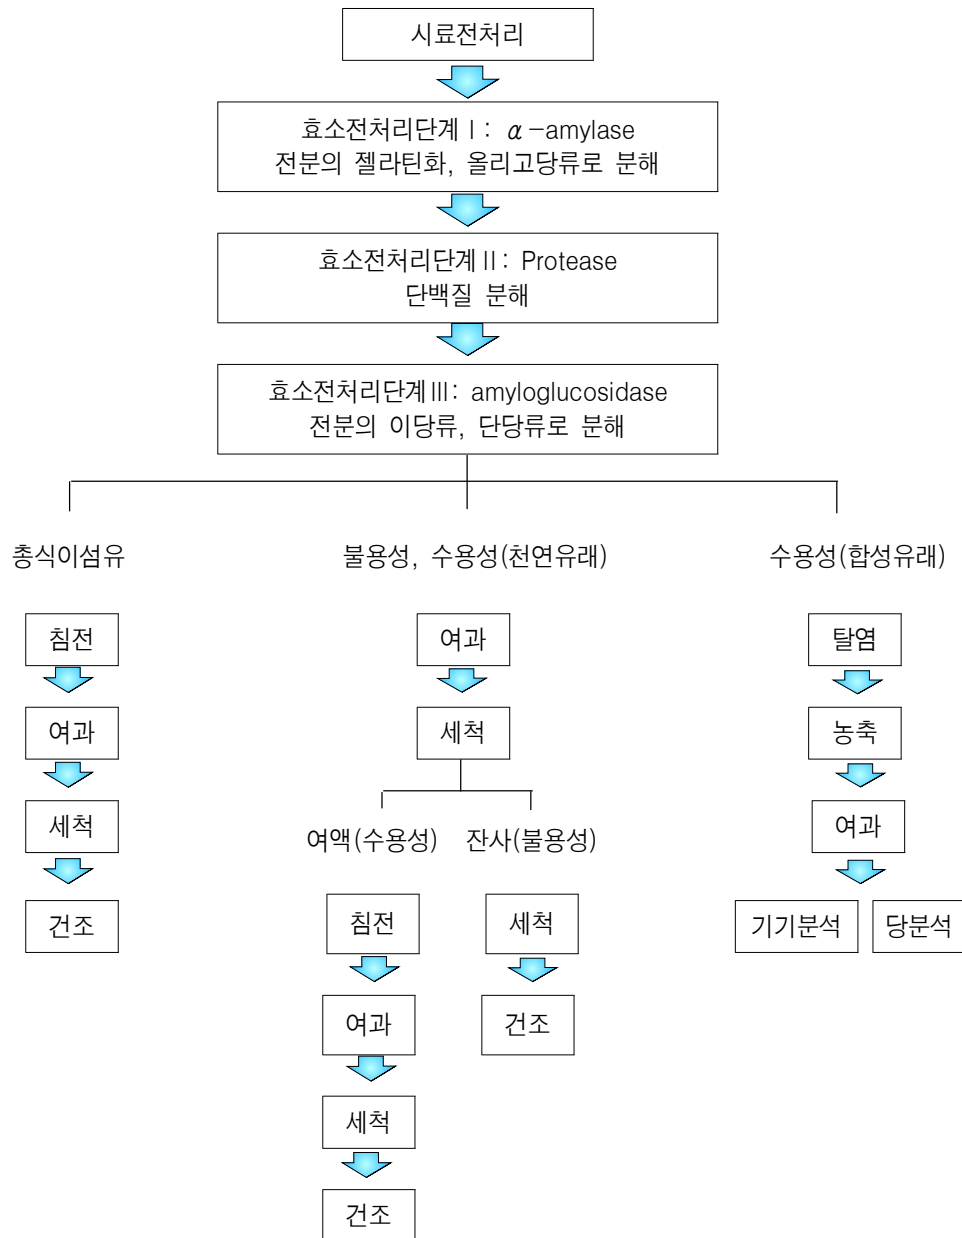 시료전처리
효소전처리단계Ⅰ: α-amylase
전분의 젤라틴화, 올리고당류로 분해
효소전처리단계Ⅱ: Protease
단백질 분해
효소전처리단계Ⅲ: amyloglucosidase
전분의 이당류, 단당류로 분해
총식이섬유
침전
여과
세척
건조
불용성, 수용성(천연유래)
여과
세척
여액(수용성)
침전
여과
세척
건조
잔사(불용성)
세척
건조
수용성(합성유래)
탈염
농축
여과
기기분석
당분석